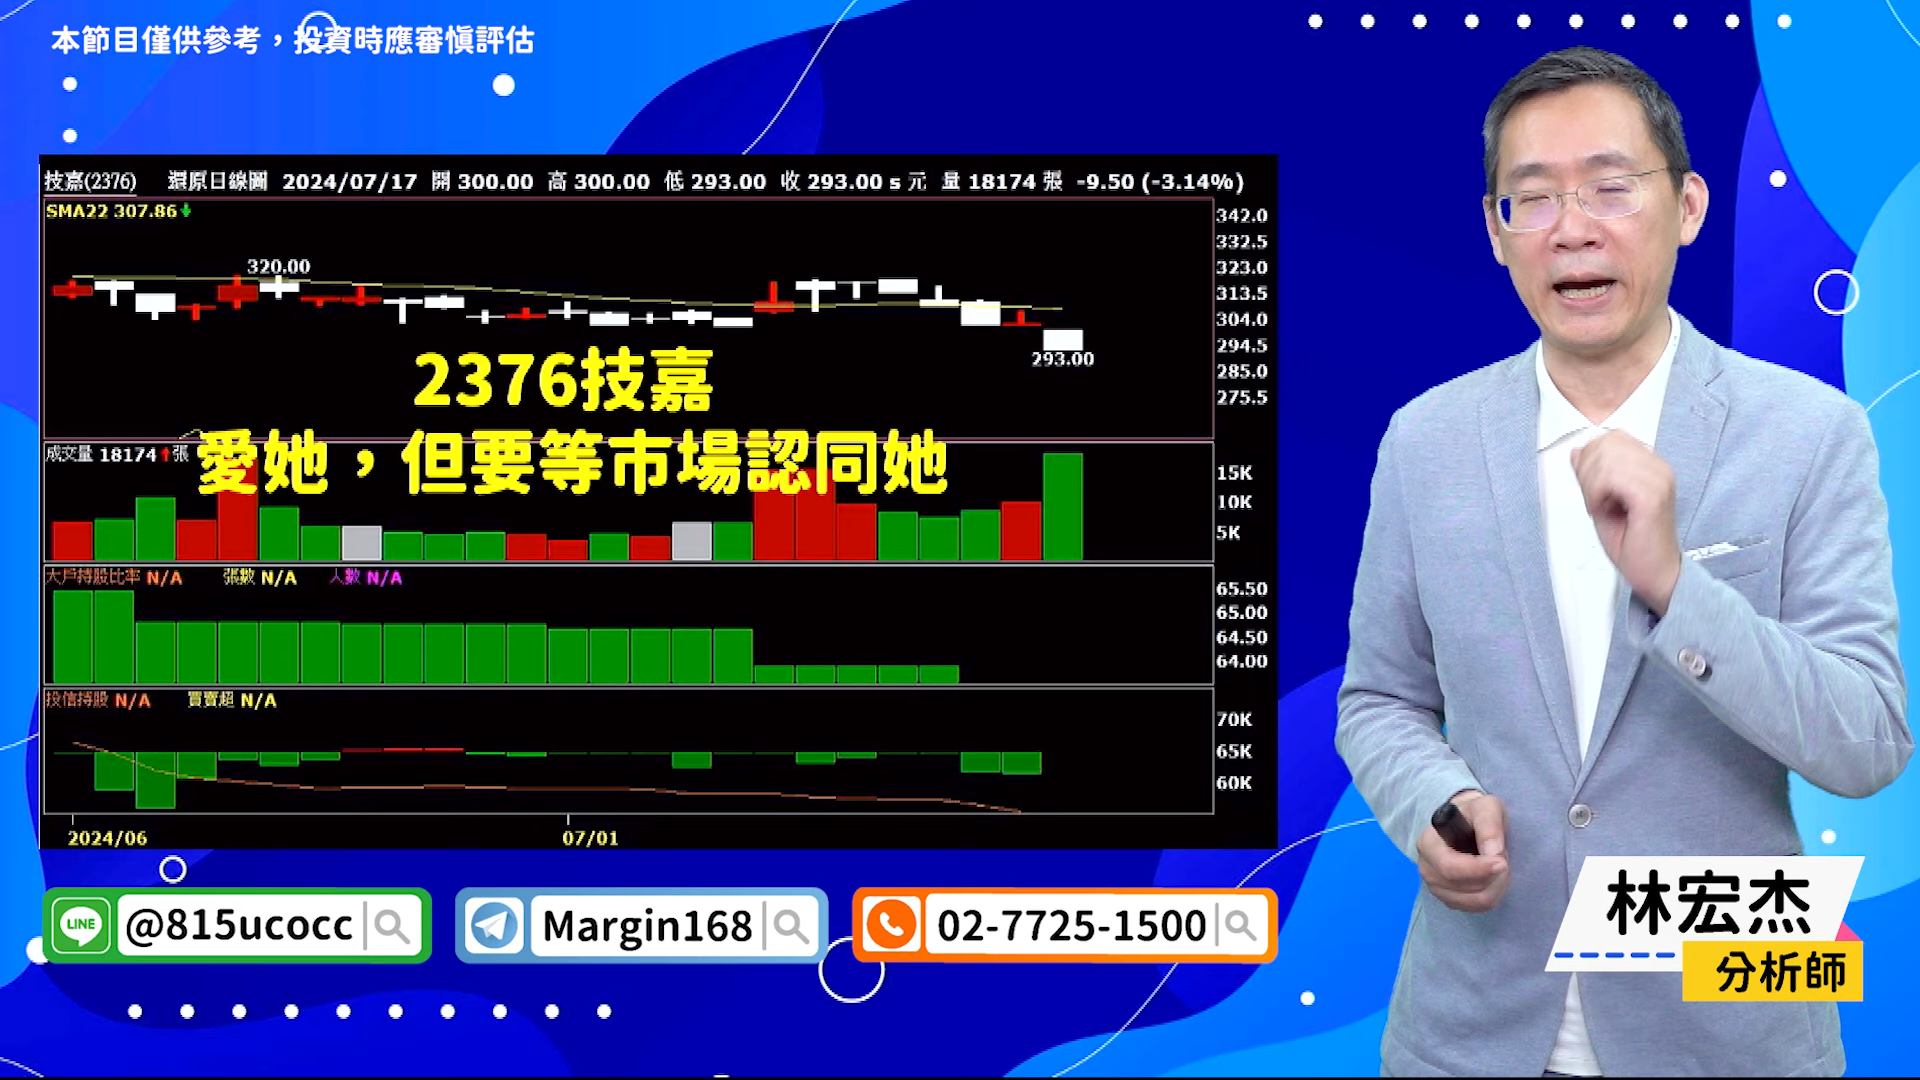 本節目僅供參考，投資時應審慎評估
技嘉(2376) 還原日線圖 2024/07/17 開 300.00 高 300.00 低 293.00 收 293.00 s 元 量 18174 張 -9.50 (-3.14%)
SMA22 307.86↓
342.0
332.5
323.0
313.5
304.0
294.5
285.0
275.5
320.00
293.00
2376技嘉
愛她，但要等市場認同她
成交量 18174↑張
15K
10K
5K
大戶持股比率 N/A 張數 N/A 人數 N/A
65.50
65.00
64.50
64.00
投信持股 N/A 買賣超 N/A
70K
65K
60K
2024/06 07/01
LINE @815ucocc
Margin168
02-7725-1500
林宏杰
分析師